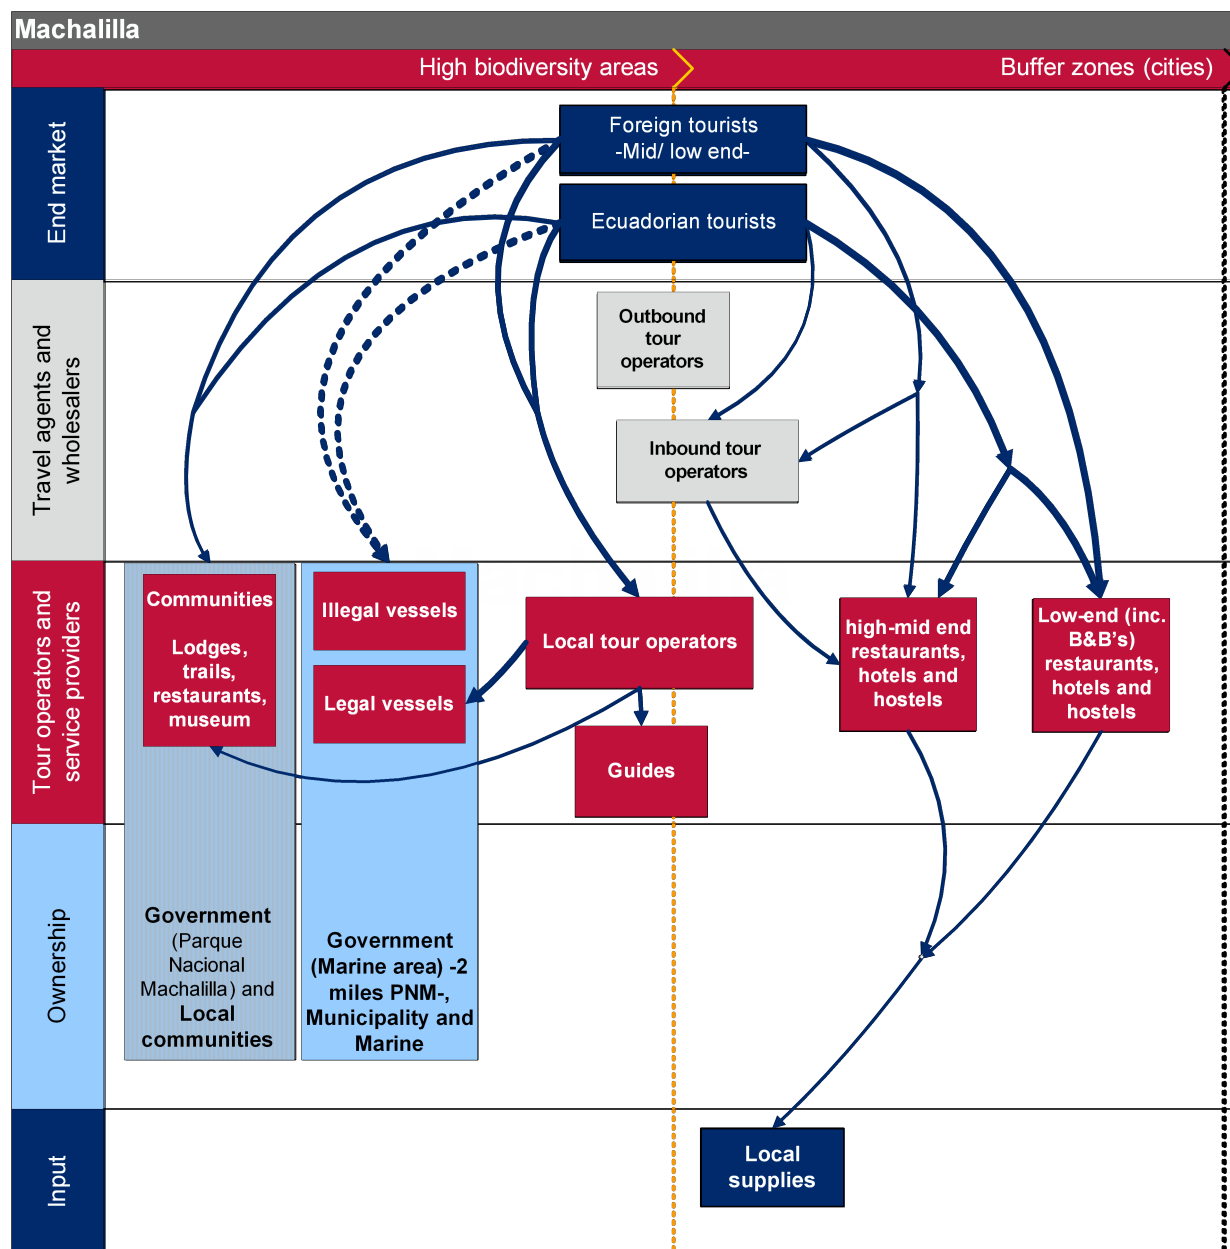 Machalilla
High biodiversity areas
Buffer zones (cities)
End market
Foreign tourists
-Mid/ low end-
Ecuadorian tourists
Travel agents and
wholesalers
Outbound
tour
operators
Inbound tour
operators
Tour operators and
service providers
Communities
Lodges,
trails,
restaurants,
museum
Illegal vessels
Legal vessels
Local tour operators
Guides
high-mid end
restaurants,
hotels and
hostels
Low-end (inc.
B&B's)
restaurants,
hotels and
hostels
Ownership
Government
(Parque
Nacional
Machalilla) and
Local
communities
Government
(Marine area) -2
miles PNM-,
Municipality and
Marine
Input
Local
supplies